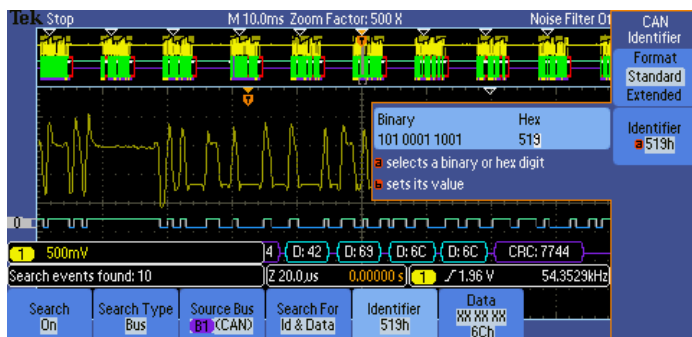 Tek Stop M 10.0ms Zoom Factor: 500 X Noise Filter Of
CAN
Identifier
Format
Standard
Extended
Identifier
a 519h
Binary Hex
101 0001 1001 519
a selects a binary or hex digit
b sets its value
1 500mV
4 D: 42 D: 69 D: 6C D: 6C CRC: 7744
Search events found: 10
Z 20.0µs 0.00000 s 1 1.96 V 54.3529kHz
Search
On
Search Type
Bus
Source Bus
B1 (CAN)
Search For
Id & Data
Identifier
519h
Data
XX XX XX
6Ch